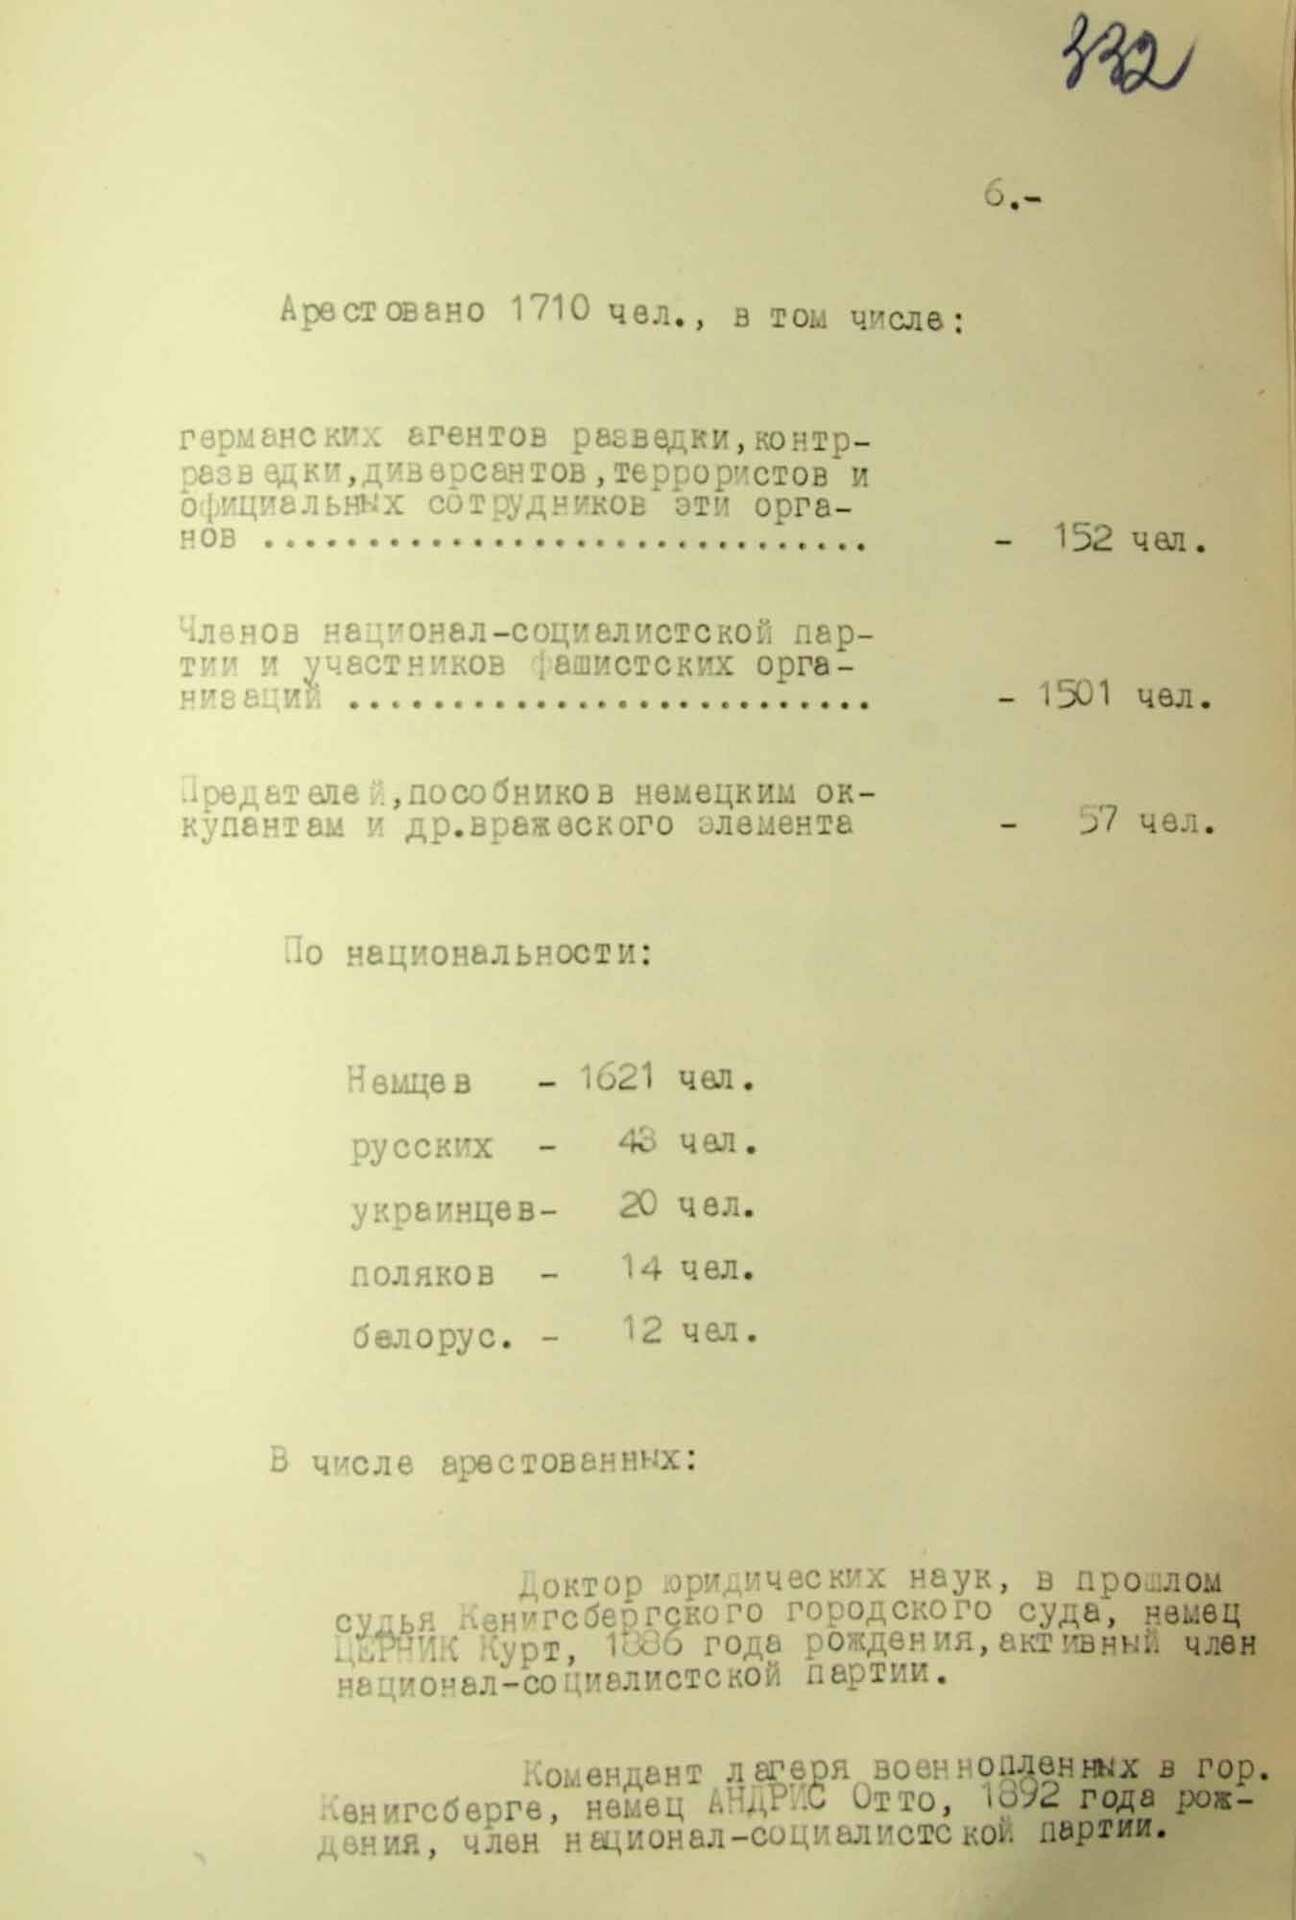 332
6.-
Арестовано 1710 чел., в том числе:
германских агентов разведки,контр-
разведки,диверсантов,террористов и
официальных сотрудников эти орга-
нов .............................. - 152 чел.
Членов национал-социалистской пар-
тии и участников фашистских орга-
низаций .......................... - 1501 чел.
Предателей,пособников немецким ок-
купантам и др.вражеского элемента - 57 чел.
По национальности:
Немцев - 1621 чел.
русских - 43 чел.
украинцев- 20 чел.
поляков - 14 чел.
белорус. - 12 чел.
В числе арестованных:
Доктор юридических наук, в прошлом
судья Кенигсбергского городского суда, немец
ЦЕРНИК Курт, 1886 года рождения,активный член
национал-социалистской партии.
Комендант лагеря военнопленных в гор.
Кенигсберге, немец АНДРИС Отто, 1892 года рож-
дения, член национал-социалистской партии.